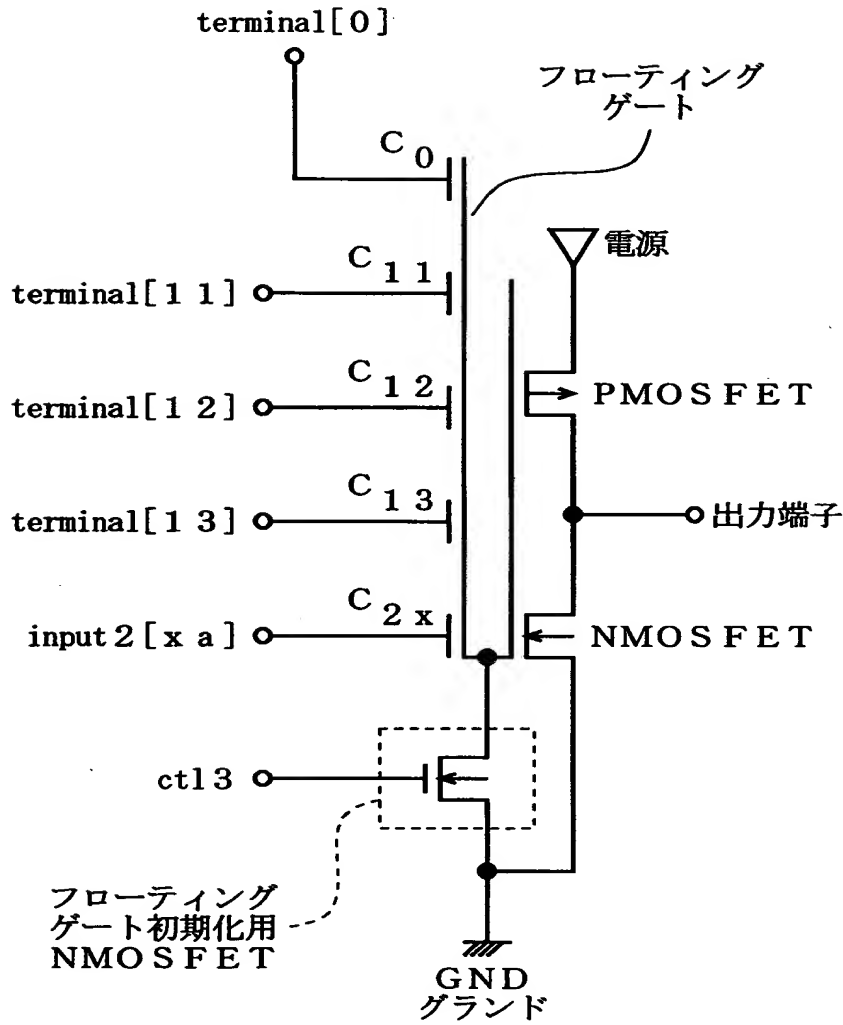 terminal[0]
フローティング
ゲート
C0
電源
C11
terminal[11]
C12
terminal[12]
PMOSFET
C13
terminal[13]
出力端子
C2x
input2[xa]
NMOSFET
ctl3
フローティング
ゲート初期化用
NMOSFET
GND
グランド